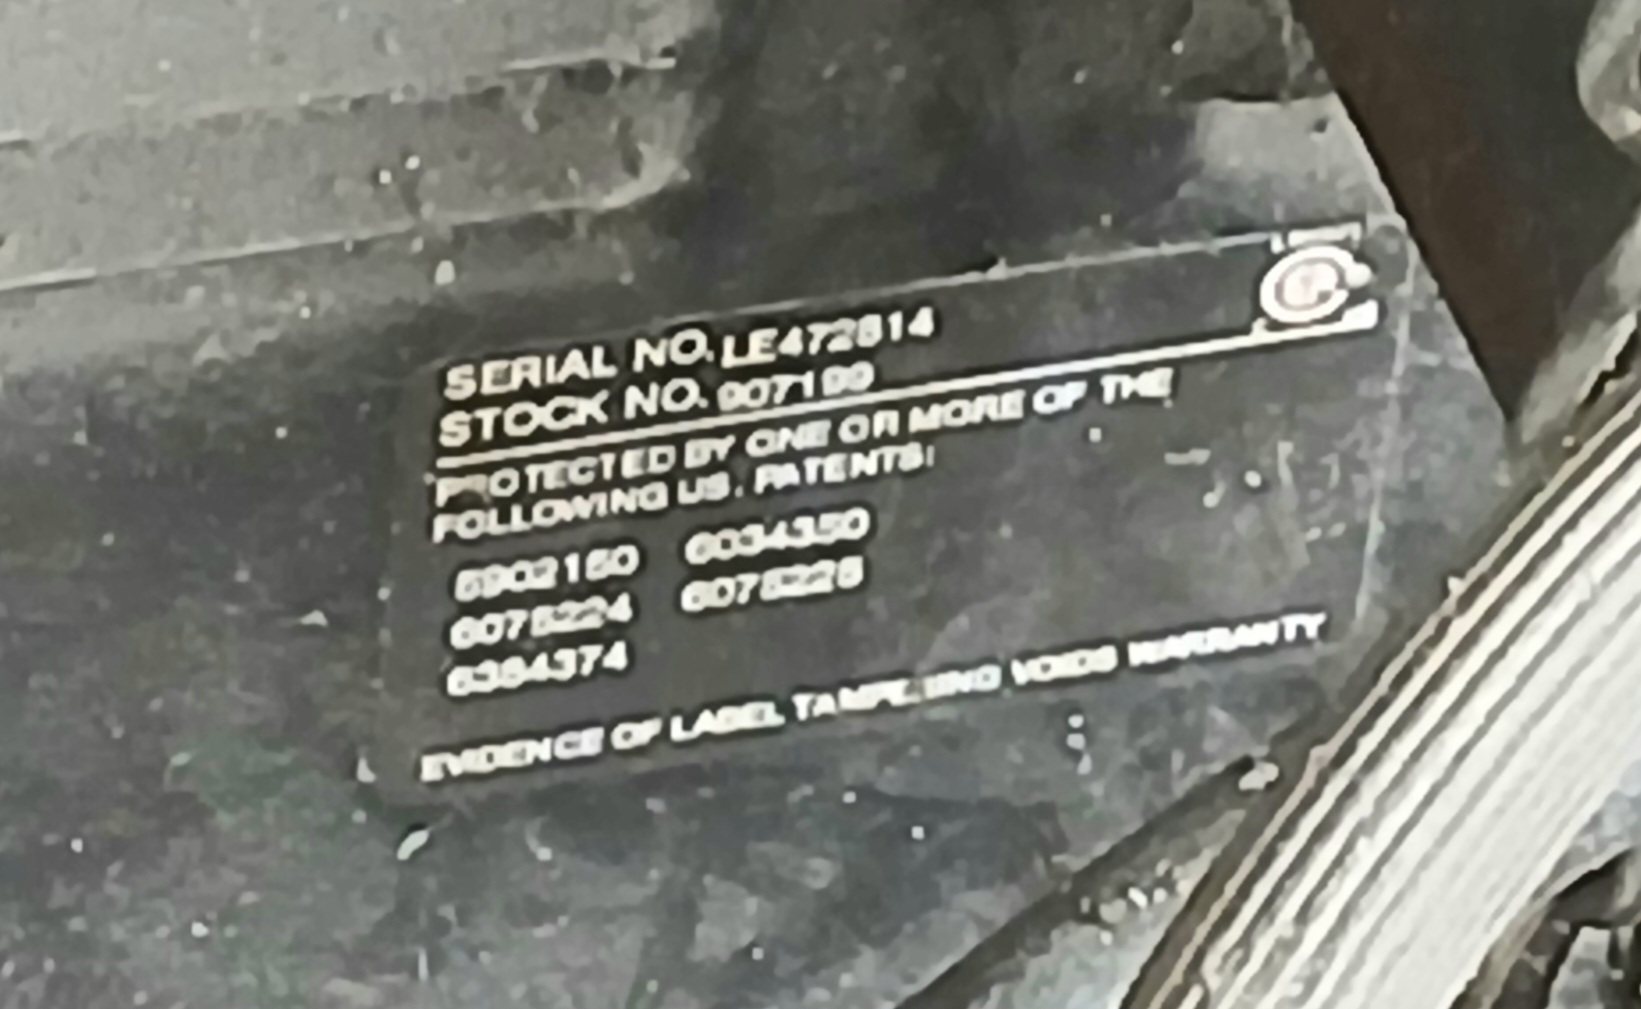 SERIAL NO. LE472814
STOCK NO. 907199
PROTECTED BY ONE OR MORE OF THE
FOLLOWING US. PATENTS:
5902150 6034350
6075224 6075225
6384374
EVIDENCE OF LABEL TAMPERING VOIDS WARRANTY